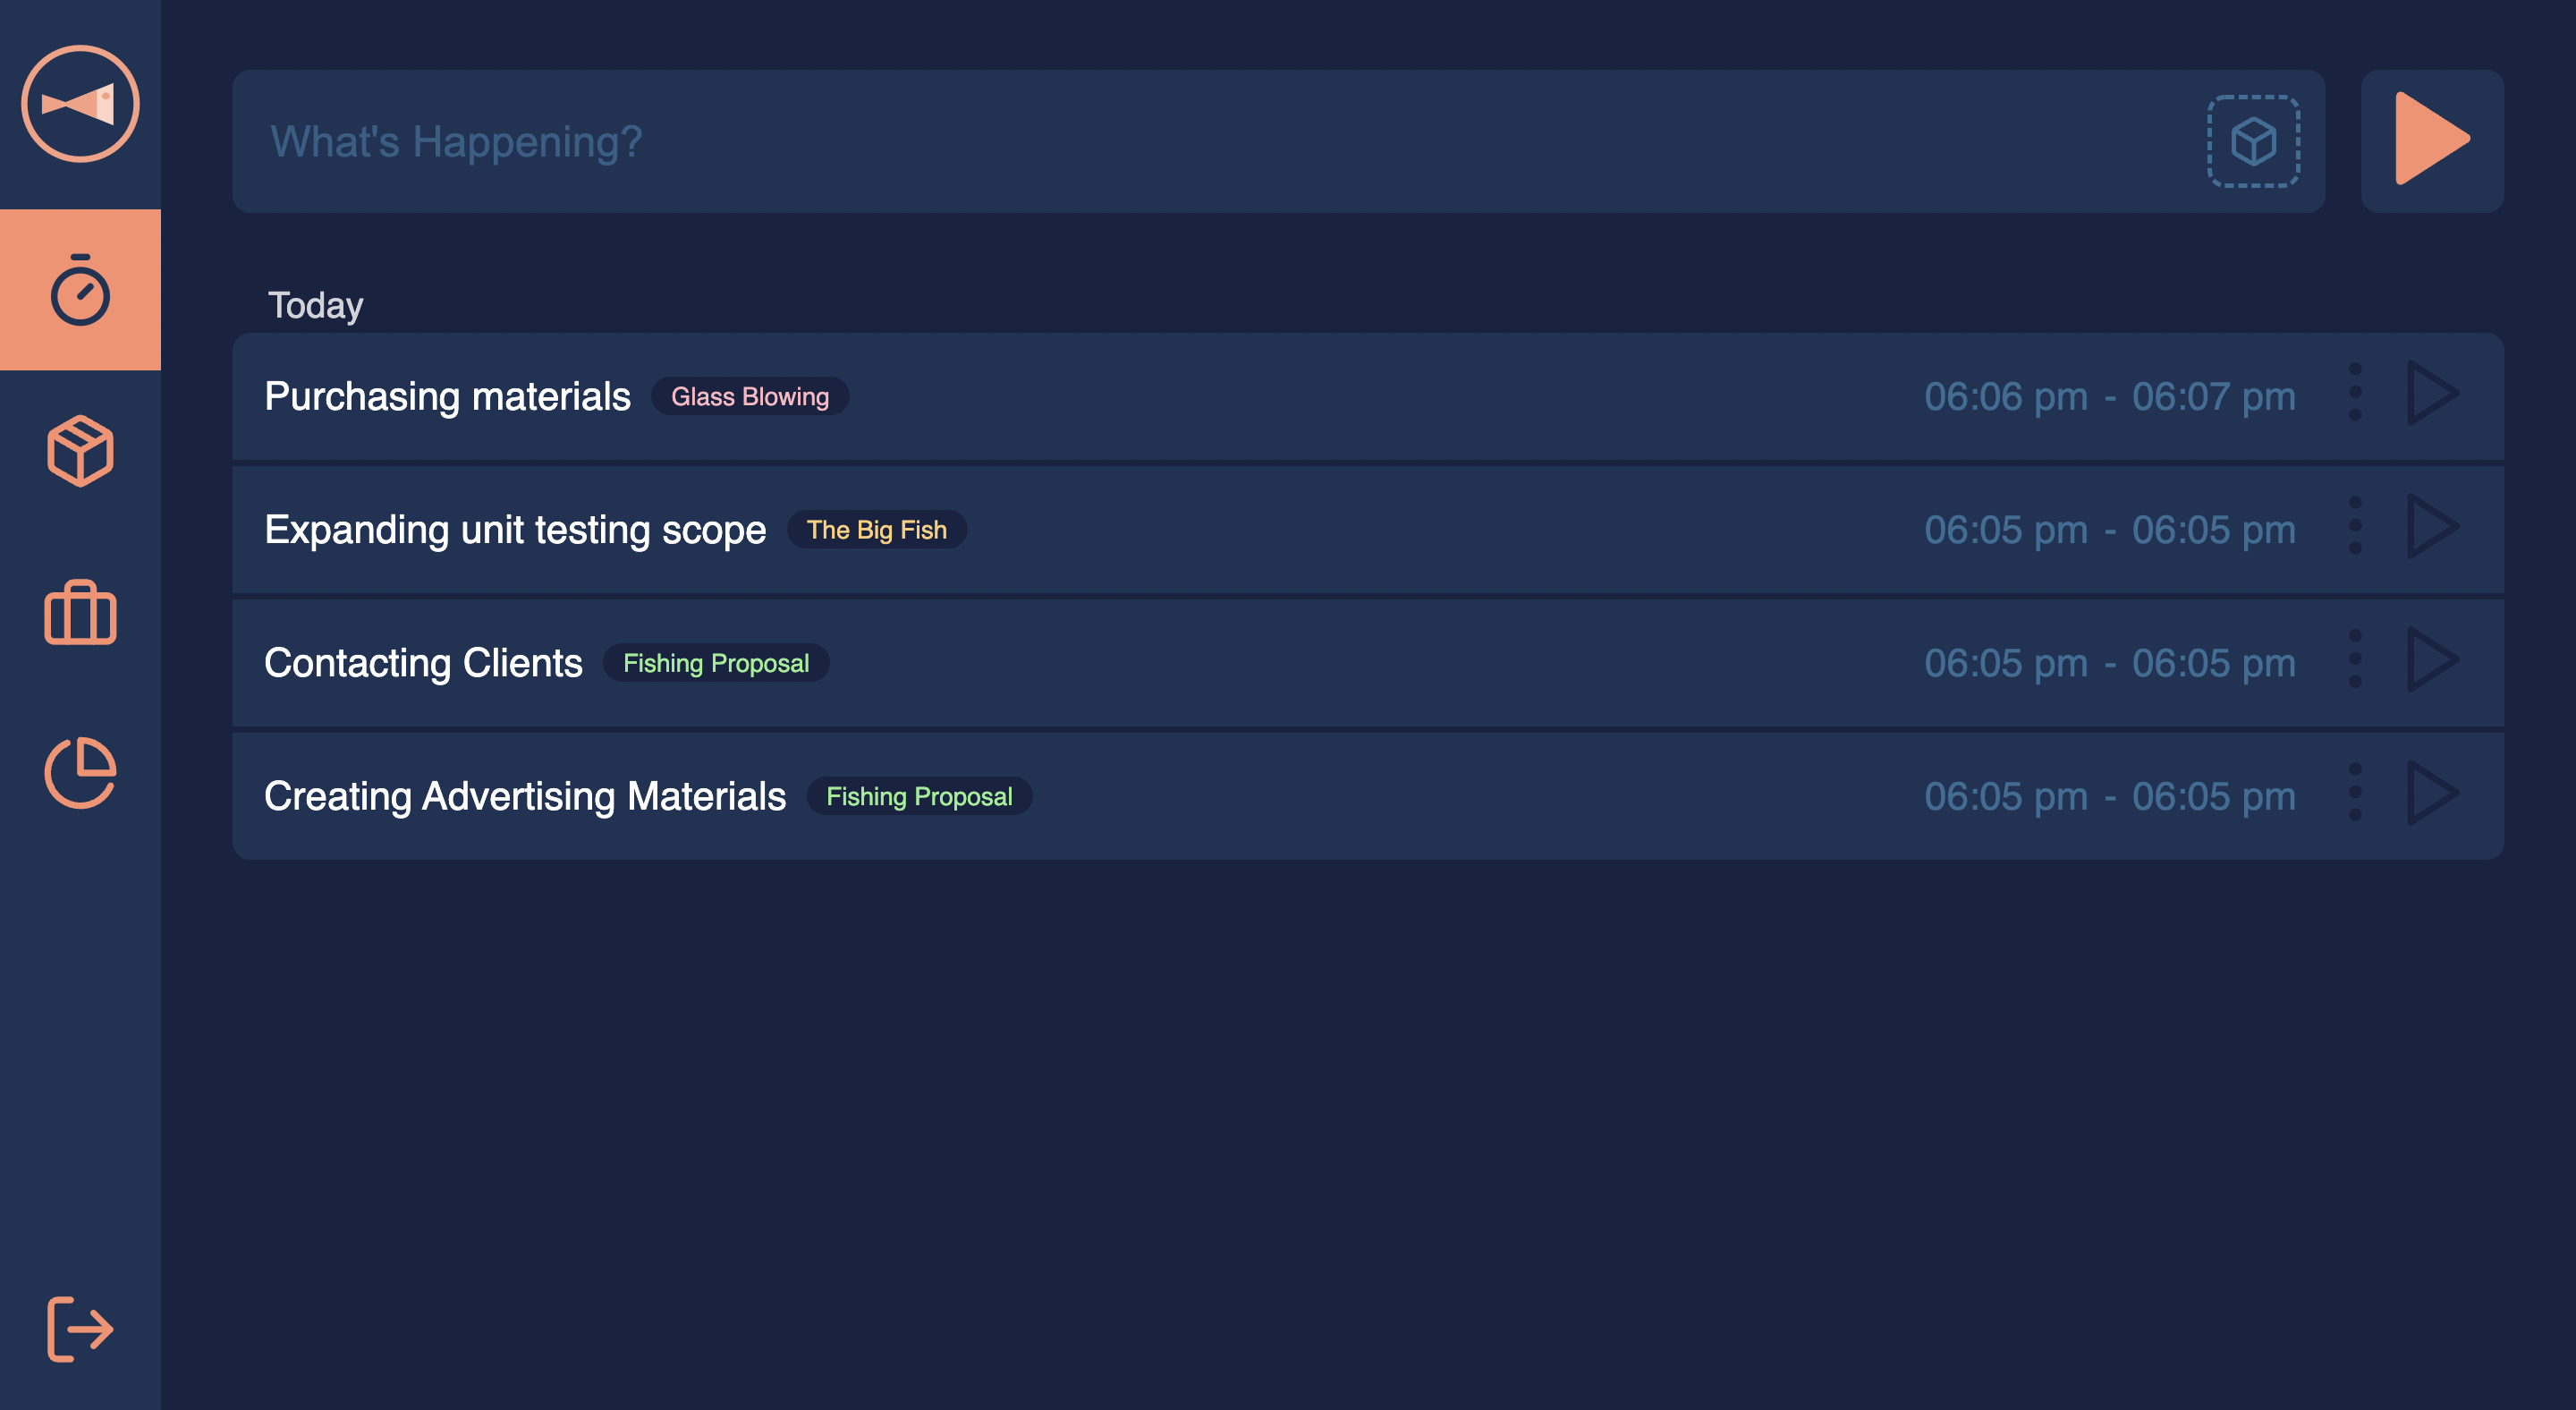 What's Happening?
Today
Purchasing materials Glass Blowing 06:06 pm - 06:07 pm
Expanding unit testing scope The Big Fish 06:05 pm - 06:05 pm
Contacting Clients Fishing Proposal 06:05 pm - 06:05 pm
Creating Advertising Materials Fishing Proposal 06:05 pm - 06:05 pm